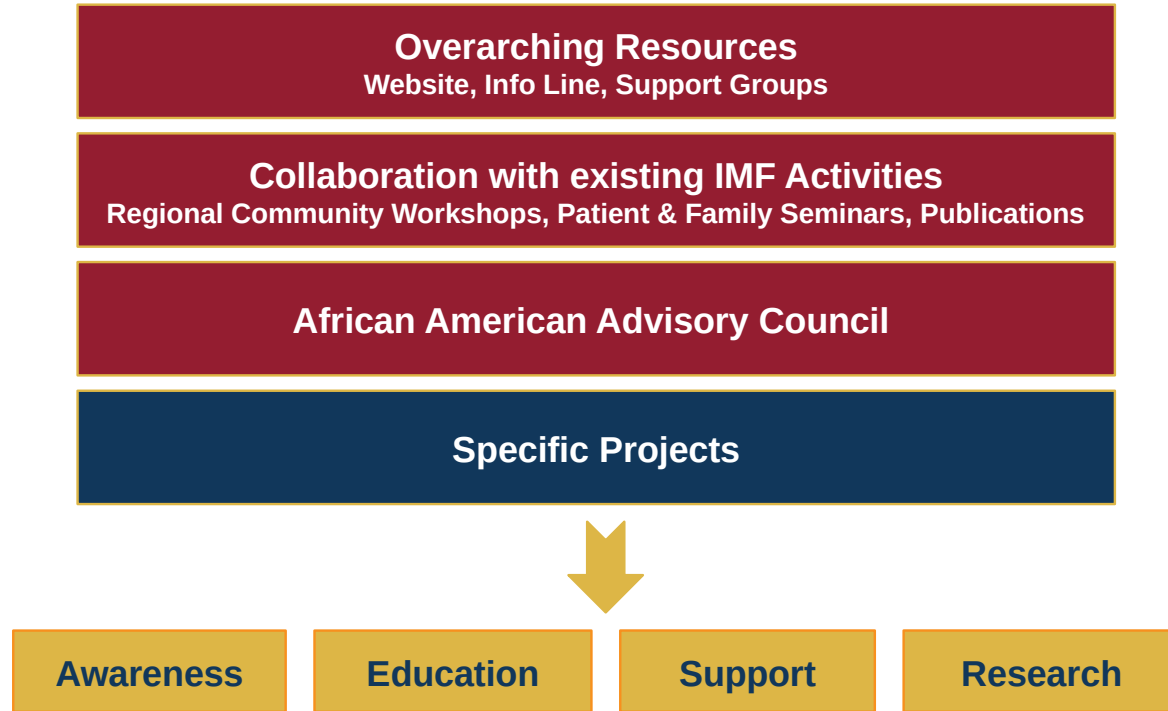 Overarching Resources
Website, Info Line, Support Groups
Collaboration with existing IMF Activities
Regional Community Workshops, Patient & Family Seminars, Publications
African American Advisory Council
Specific Projects
Awareness
Education
Support
Research